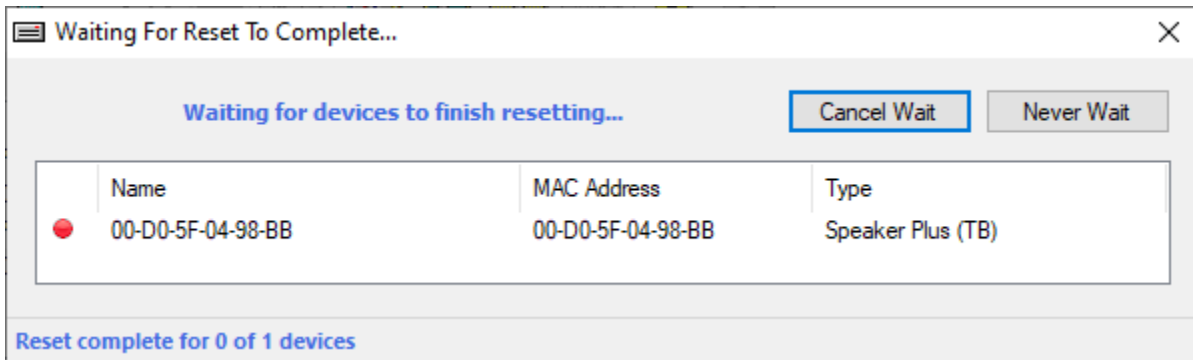 Waiting For Reset To Complete...
Waiting for devices to finish resetting... Cancel Wait Never Wait
Name MAC Address Type
00-D0-5F-04-98-BB 00-D0-5F-04-98-BB Speaker Plus (TB)
Reset complete for 0 of 1 devices